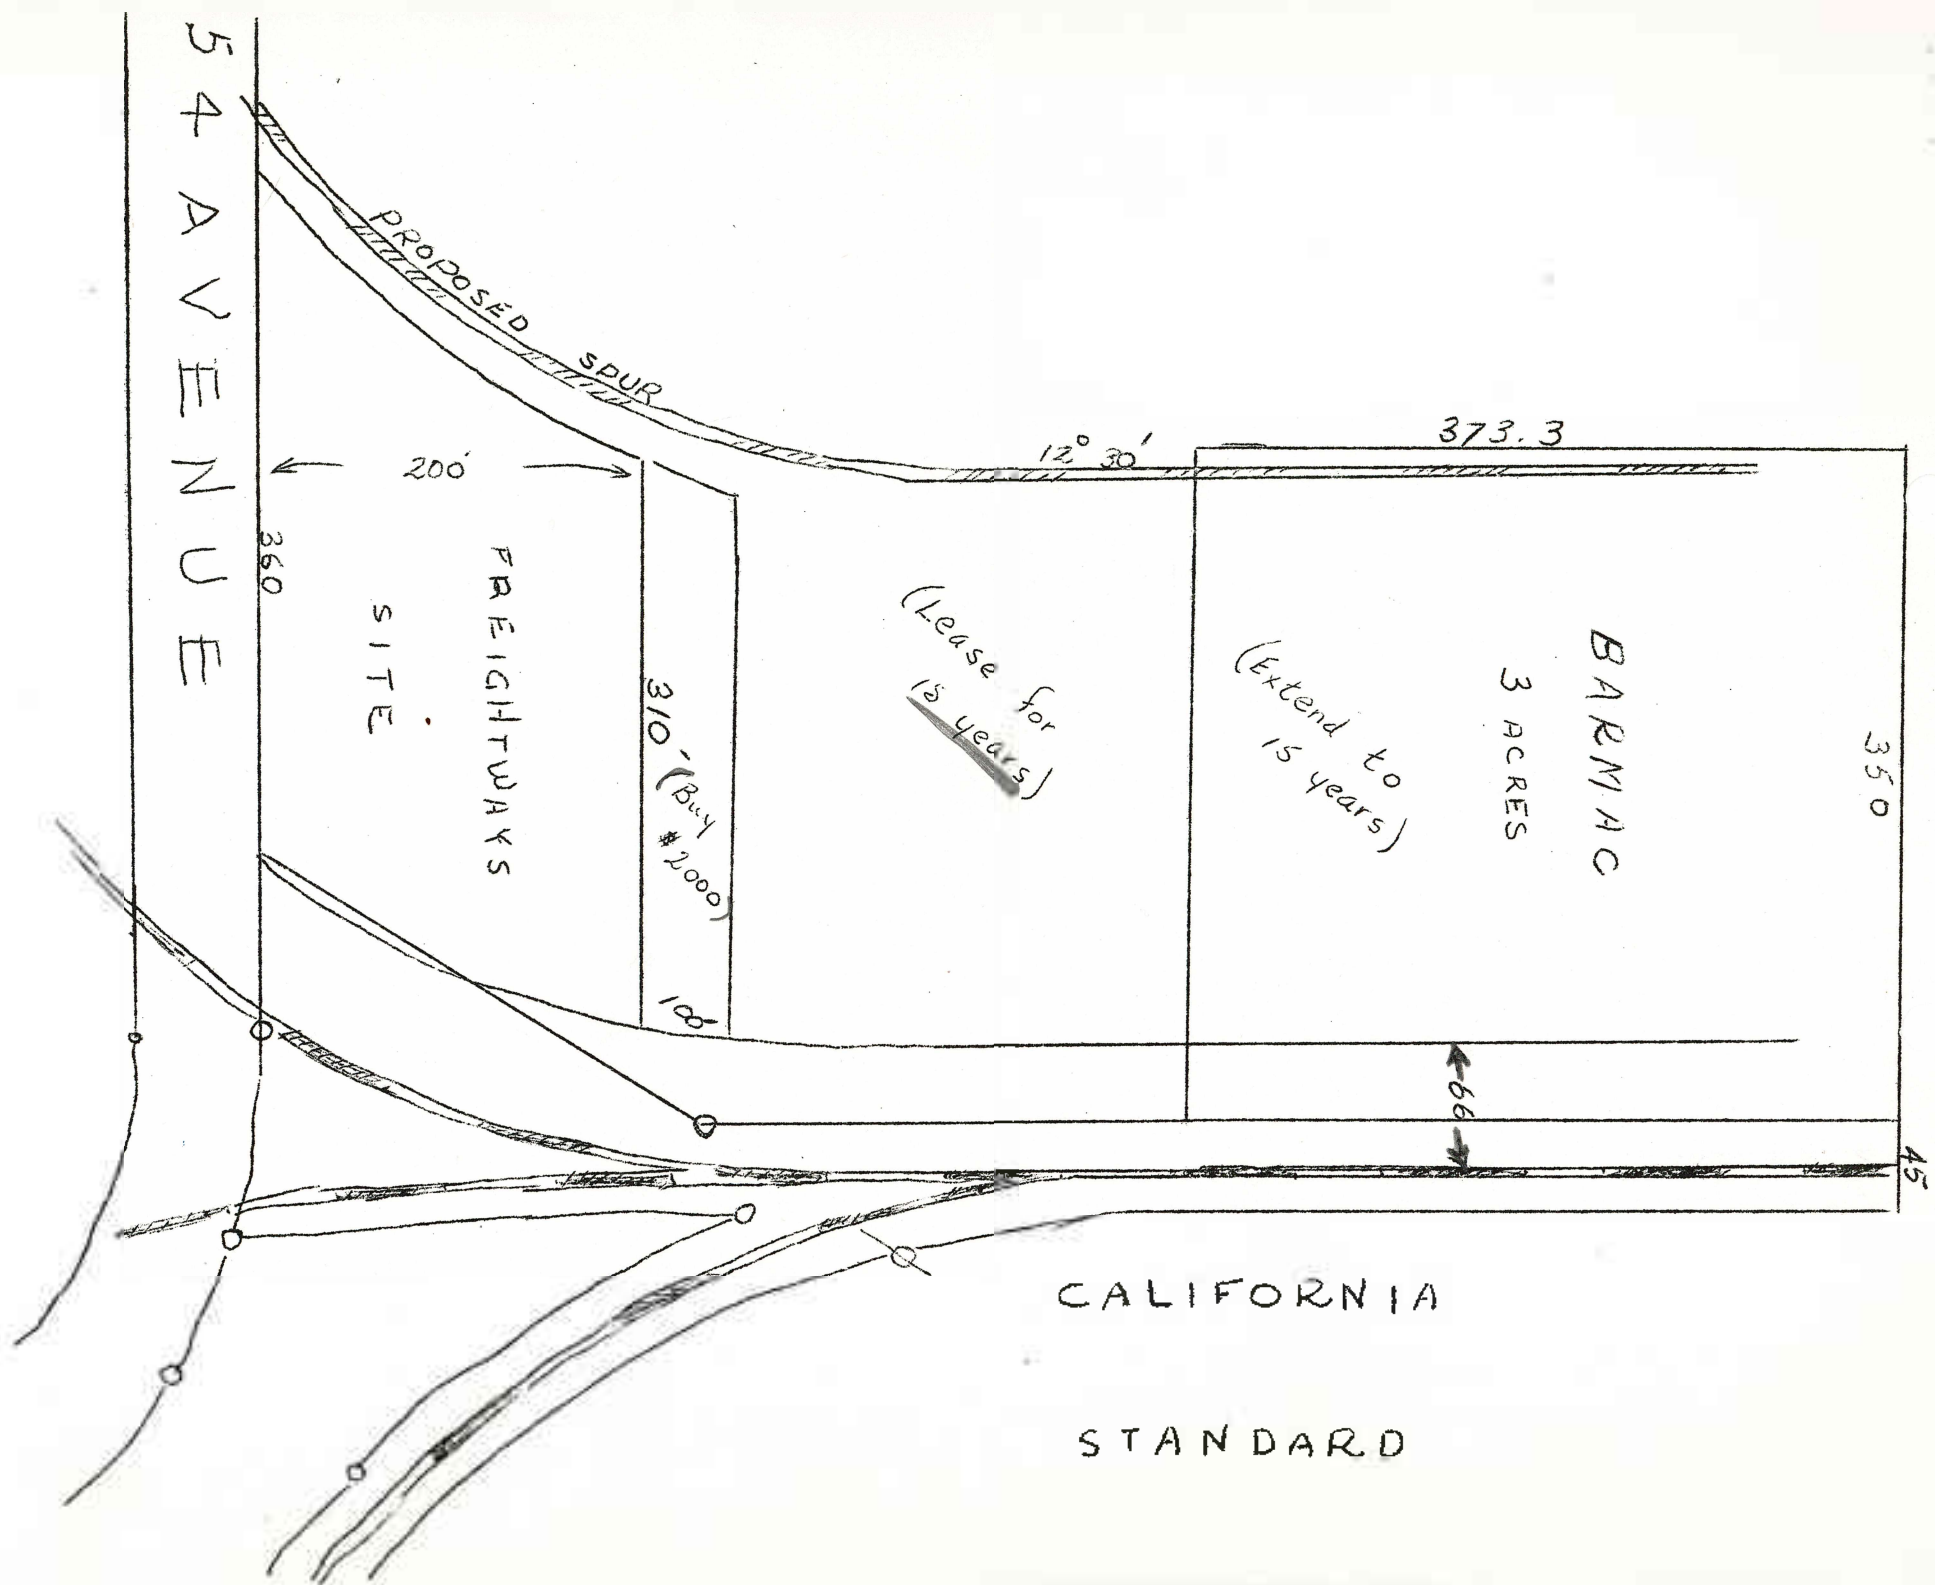 54 AVENUE
PROPOSED SPUR
12° 30'
373.3
200'
360
FREIGHTWAYS
SITE
310' (Buy
$2000)
100'
(Lease for
15 years)
(Extend to
15 years)
BARMAC
3 ACRES
350
66
45
CALIFORNIA
STANDARD